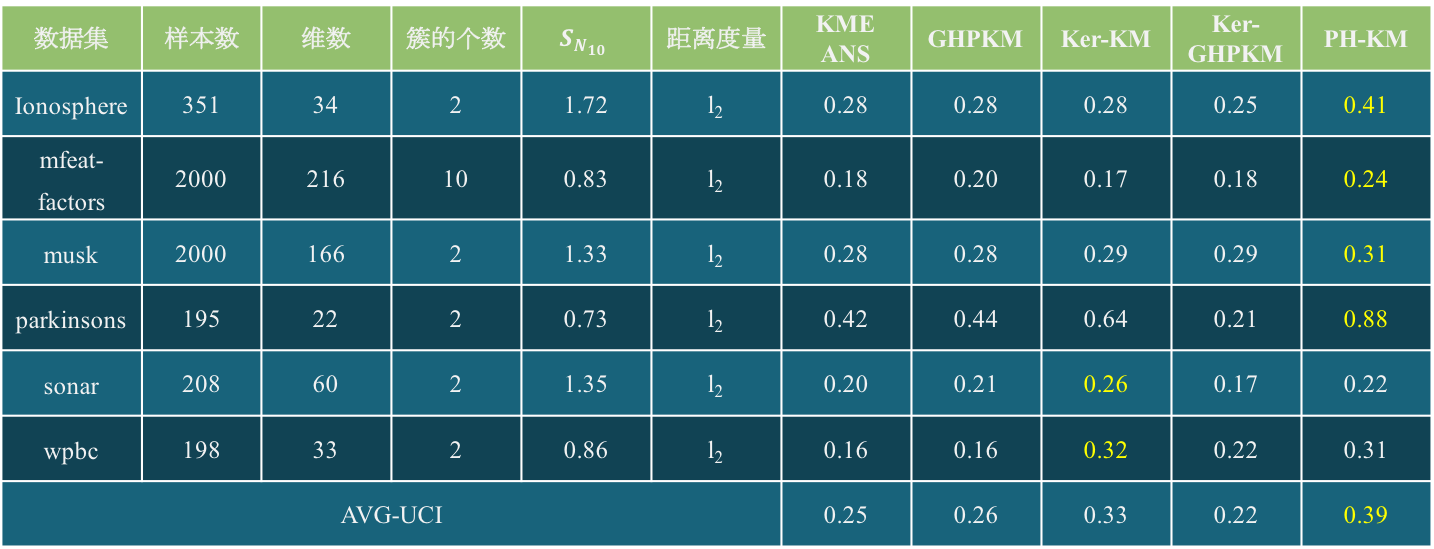 数据集 样本数 维数 簇的个数 S_{N_{10}} 距离度量 KME ANS GHPKM Ker-KM Ker-GHPKM PH-KM
Ionosphere 351 34 2 1.72 l₂ 0.28 0.28 0.28 0.25 0.41
mfeat-factors 2000 216 10 0.83 l₂ 0.18 0.20 0.17 0.18 0.24
musk 2000 166 2 1.33 l₂ 0.28 0.28 0.29 0.29 0.31
parkinsons 195 22 2 0.73 l₂ 0.42 0.44 0.64 0.21 0.88
sonar 208 60 2 1.35 l₂ 0.20 0.21 0.26 0.17 0.22
wpbc 198 33 2 0.86 l₂ 0.16 0.16 0.32 0.22 0.31
AVG-UCI 0.25 0.26 0.33 0.22 0.39